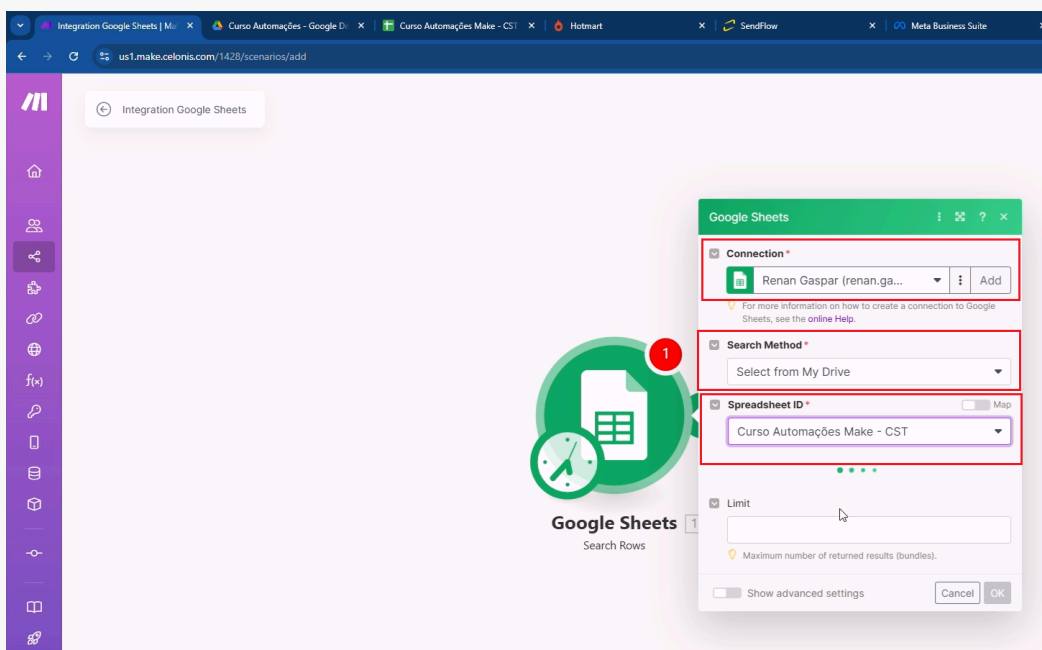 Integration Google Sheets | Ma
Curso Automações - Google Dr
Curso Automações Make - CST
Hotmart
SendFlow
Meta Business Suite
us1.make.celonis.com/1428/scenarios/add
Integration Google Sheets
Google Sheets
Connection *
Renan Gaspar (renan.ga...
Add
For more information on how to create a connection to Google
Sheets, see the online Help.
Search Method *
Select from My Drive
Spreadsheet ID *
Map
Curso Automações Make - CST
Limit
Maximum number of returned results (bundles).
Show advanced settings
Cancel
OK
1
Google Sheets
1
Search Rows